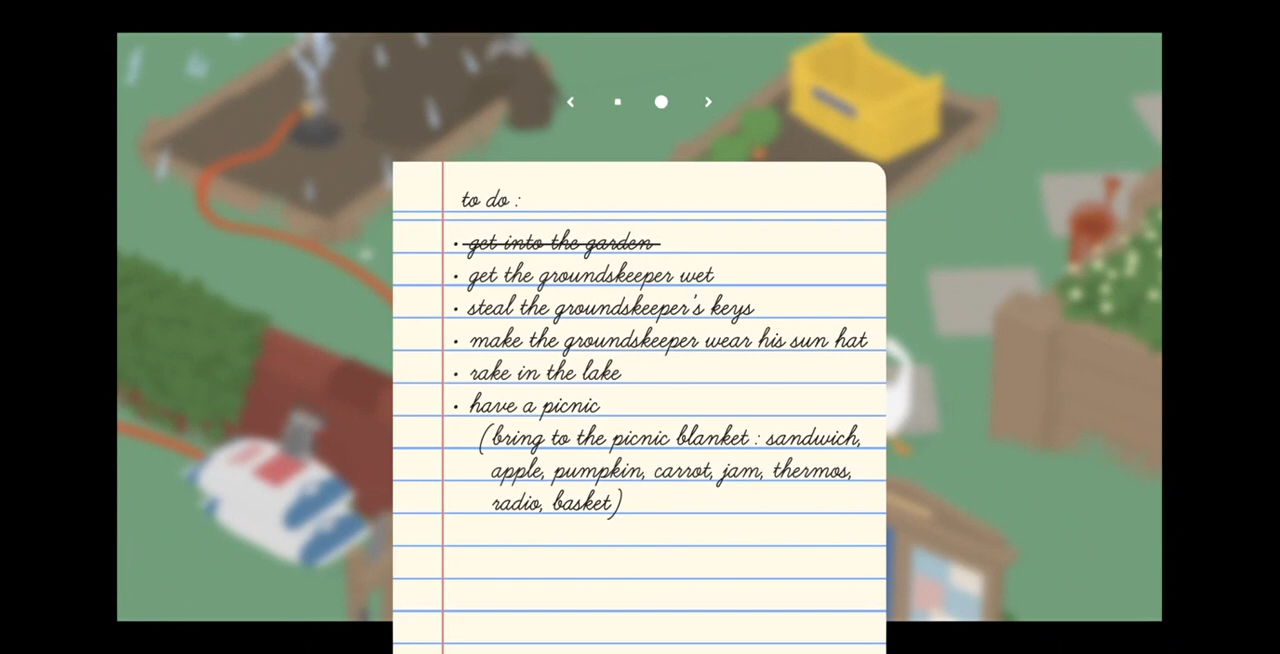 to do :
• get into the garden
• get the groundskeeper wet
• steal the groundskeeper's keys
• make the groundskeeper wear his sun hat
• rake in the lake
• have a picnic
(bring to the picnic blanket : sandwich,
apple, pumpkin, carrot, jam, thermos,
radio, basket)